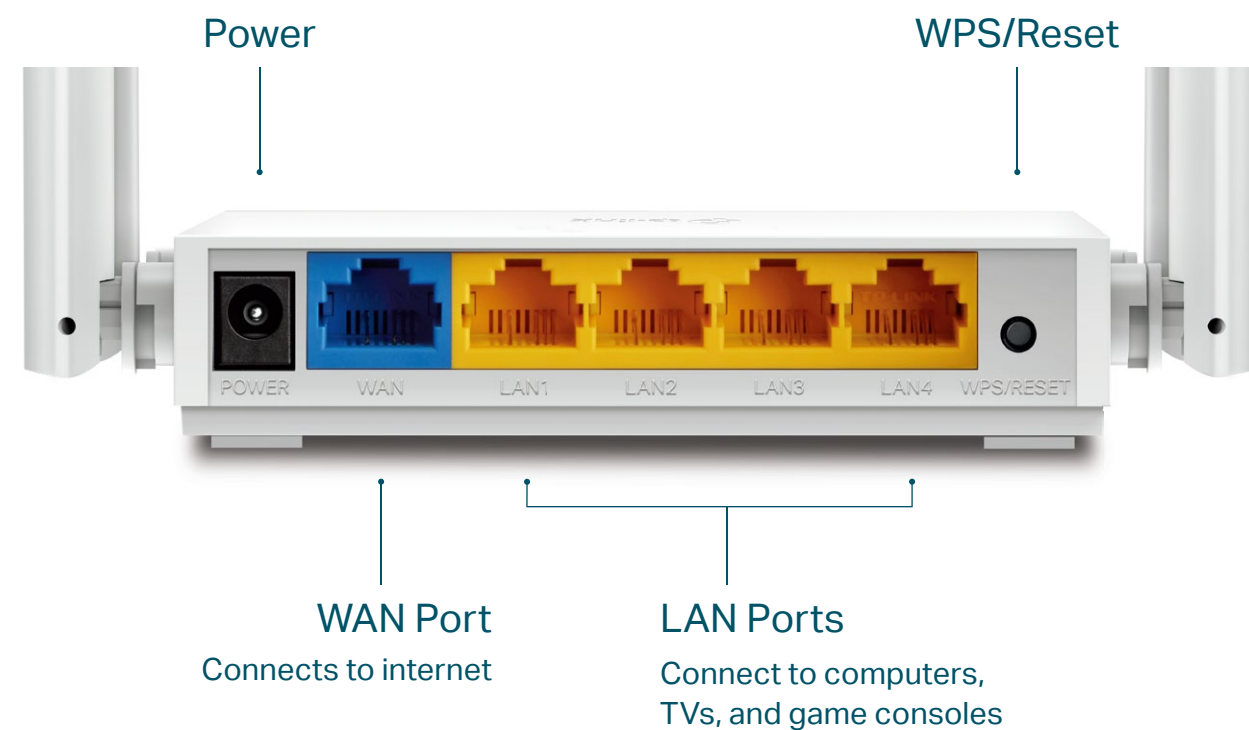 Power
WPS/Reset
POWER
WAN
LAN1
LAN2
LAN3
LAN4
WPS/RESET
WAN Port
Connects to internet
LAN Ports
Connect to computers,
TVs, and game consoles